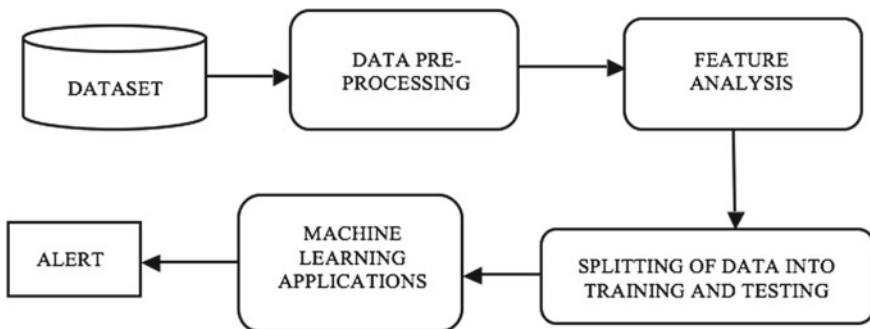 DATASET
DATA PRE-
PROCESSING
FEATURE
ANALYSIS
SPLITTING OF DATA INTO
TRAINING AND TESTING
MACHINE
LEARNING
APPLICATIONS
ALERT